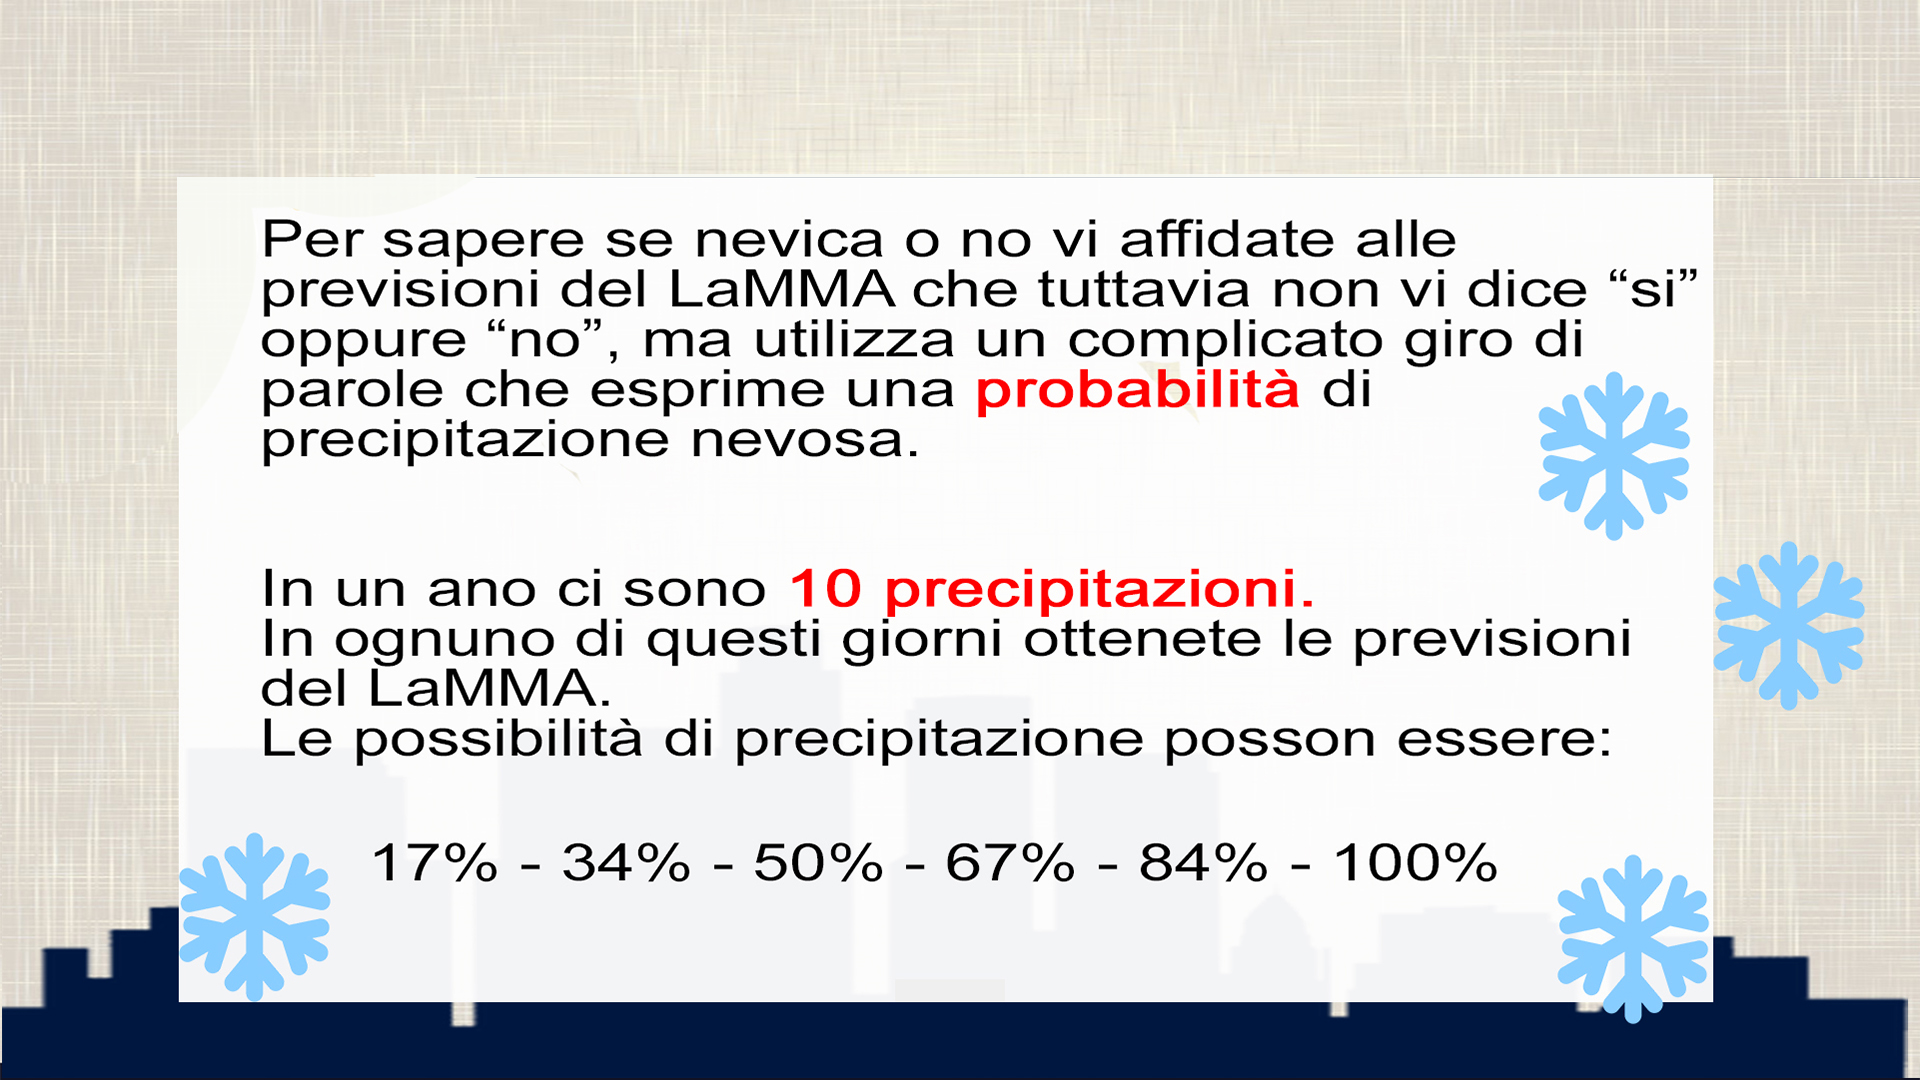 Per sapere se nevica o no vi affidate alle
previsioni del LaMMA che tuttavia non vi dice “si”
oppure “no”, ma utilizza un complicato giro di
parole che esprime una probabilità di
precipitazione nevosa.
In un ano ci sono 10 precipitazioni.
In ognuno di questi giorni ottenete le previsioni
del LaMMA.
Le possibilità di precipitazione posson essere:
17% - 34% - 50% - 67% - 84% - 100%